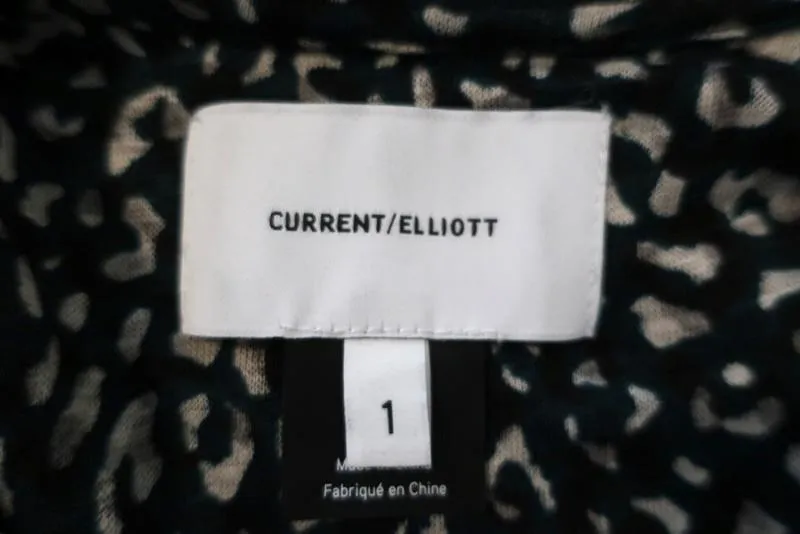 CURRENT/ELLIOTT
1
Fabriqué en Chine